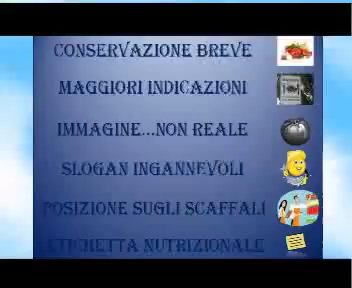 CONSERVAZIONE BREVE
MAGGIORI INDICAZIONI
IMMAGINE...NON REALE
SLOGAN INGANNEVOLI
POSIZIONE SUGLI SCAFFALI
ETICHETTA NUTRIZIONALE